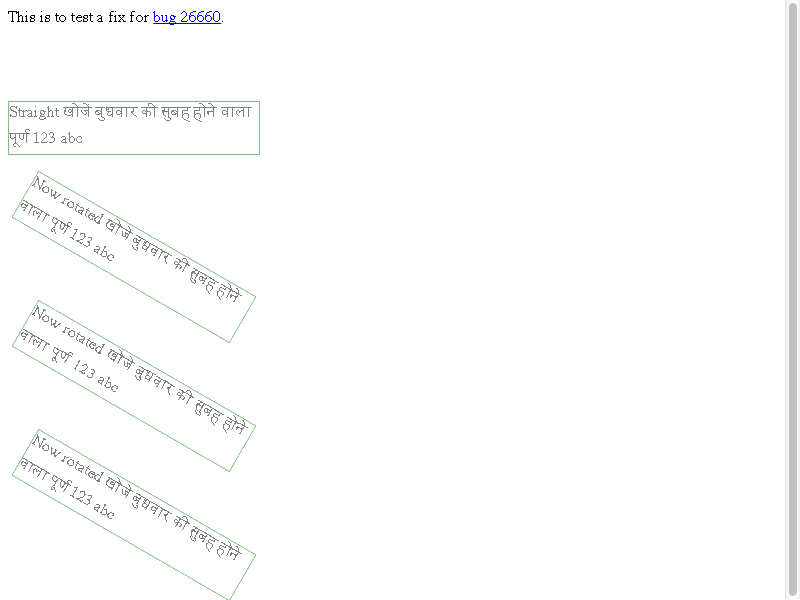 This is to test a fix for bug 26660.
Straight खोजें बुधवार की सुबह होने वाला
पूर्ण 123 abc
Now rotated खोजे बुधवार की सुबह होने
वाला पूर्ण 123 abc
Now rotated खोजे बुधवार की सुबह होने
वाला पूर्ण 123 abc
Now rotated खोजे बुधवार की सुबह होने
वाला पूर्ण 123 abc